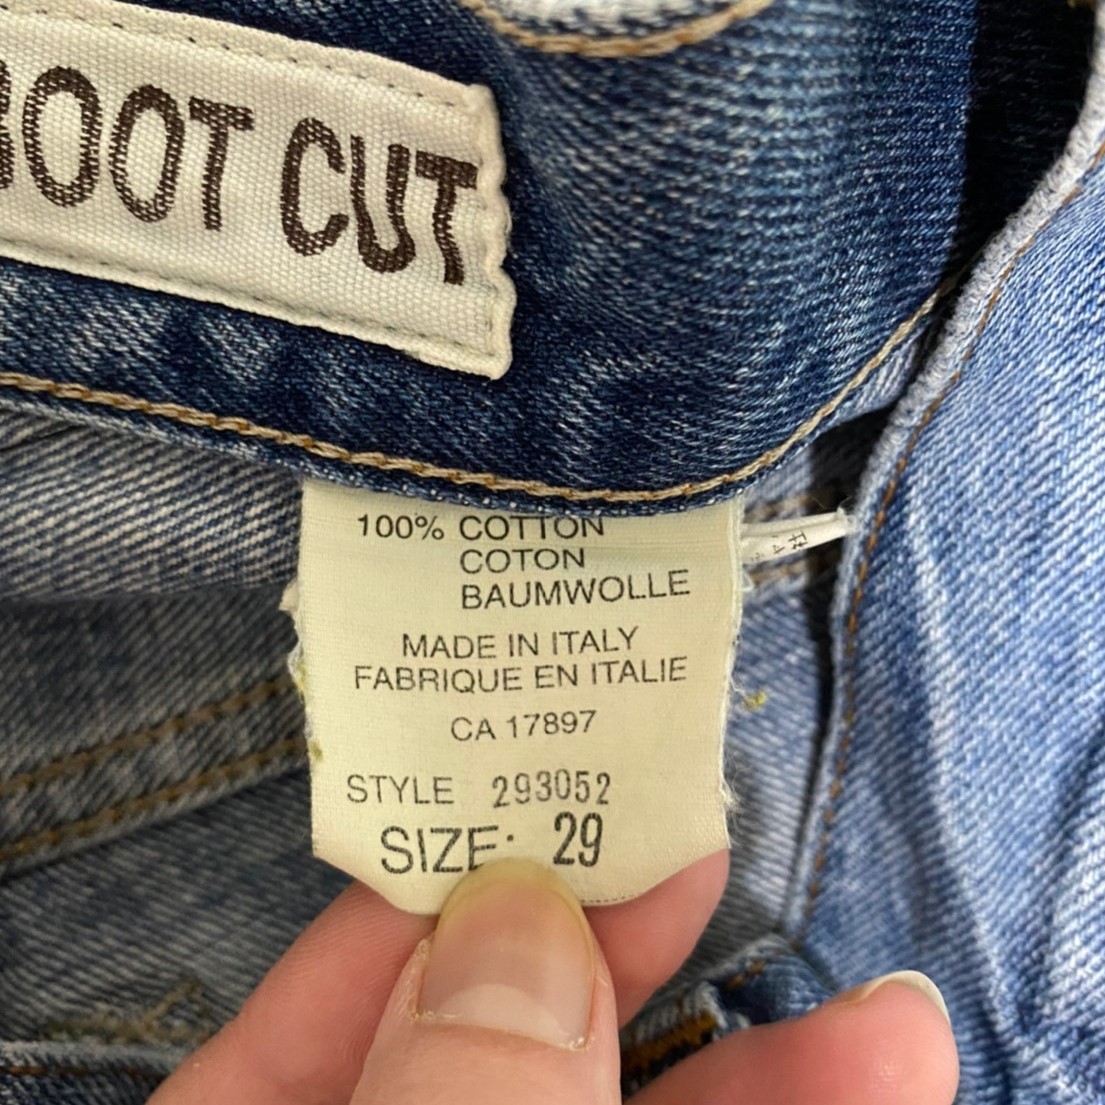 BOOT CUT
100% COTTON
COTON
BAUMWOLLE
MADE IN ITALY
FABRIQUE EN ITALIE
CA 17897
STYLE 293052
SIZE: 29